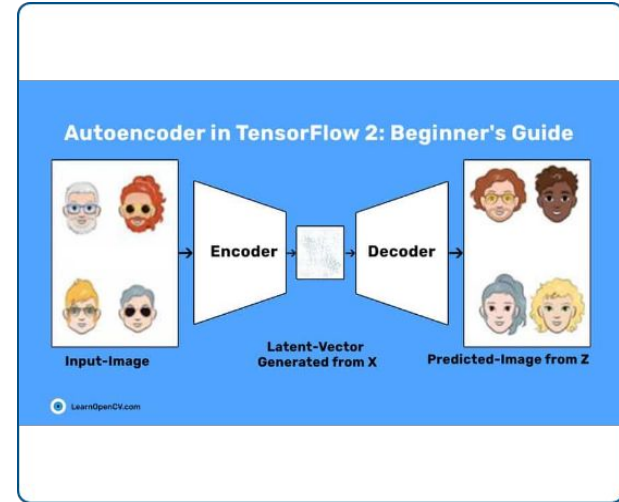 Autoencoder in TensorFlow 2: Beginner's Guide
Encoder
Decoder
Input-Image
Latent-Vector
Generated from X
Predicted-Image from Z
LearnOpenCV.com